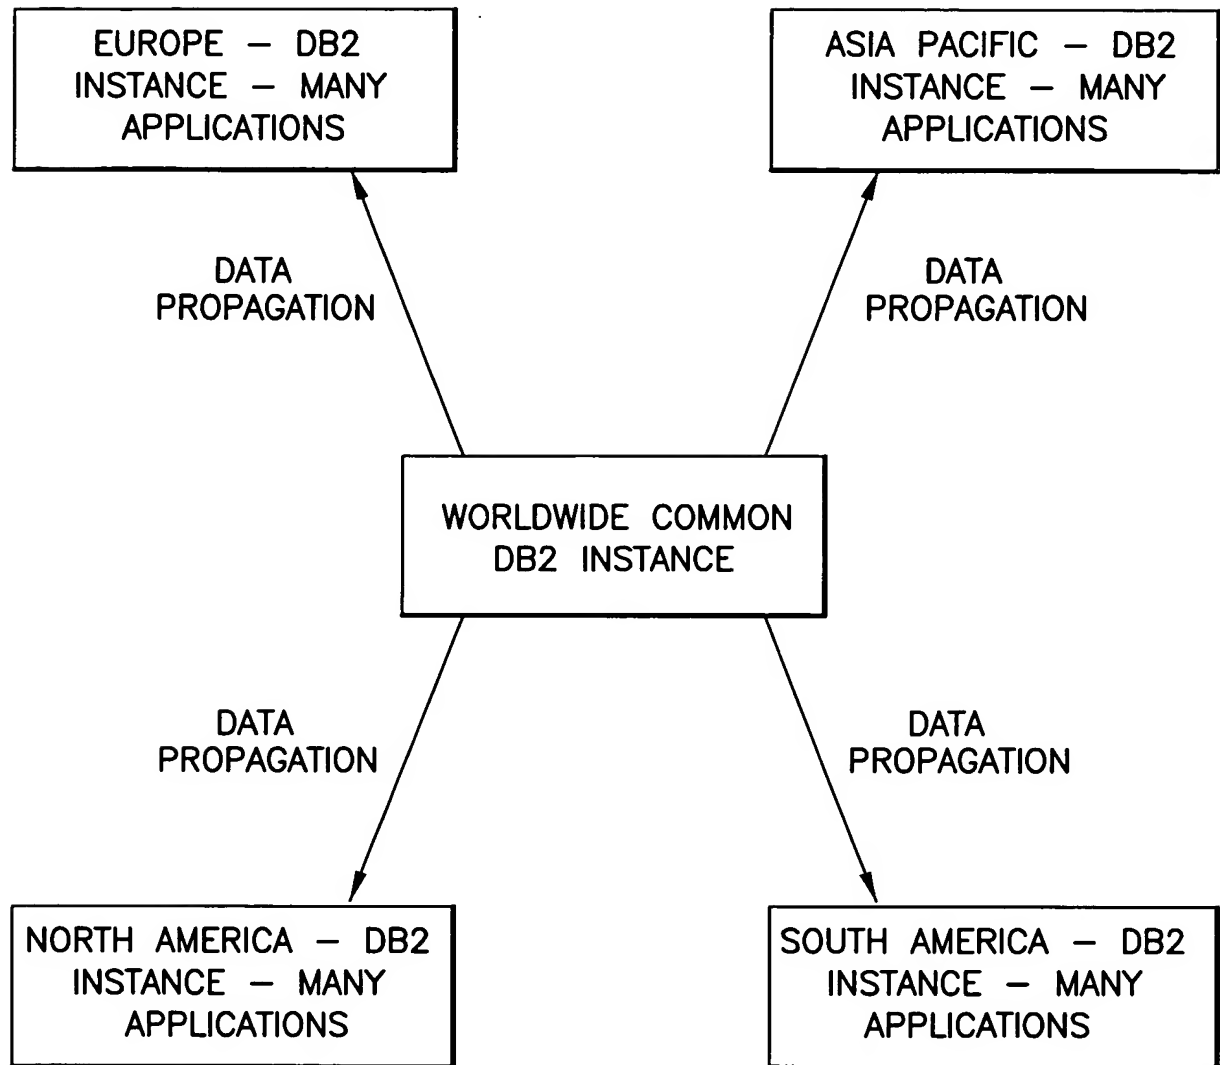 EUROPE – DB2
INSTANCE – MANY
APPLICATIONS
ASIA PACIFIC – DB2
INSTANCE – MANY
APPLICATIONS
DATA
PROPAGATION
DATA
PROPAGATION
WORLDWIDE COMMON
DB2 INSTANCE
DATA
PROPAGATION
DATA
PROPAGATION
NORTH AMERICA – DB2
INSTANCE – MANY
APPLICATIONS
SOUTH AMERICA – DB2
INSTANCE – MANY
APPLICATIONS